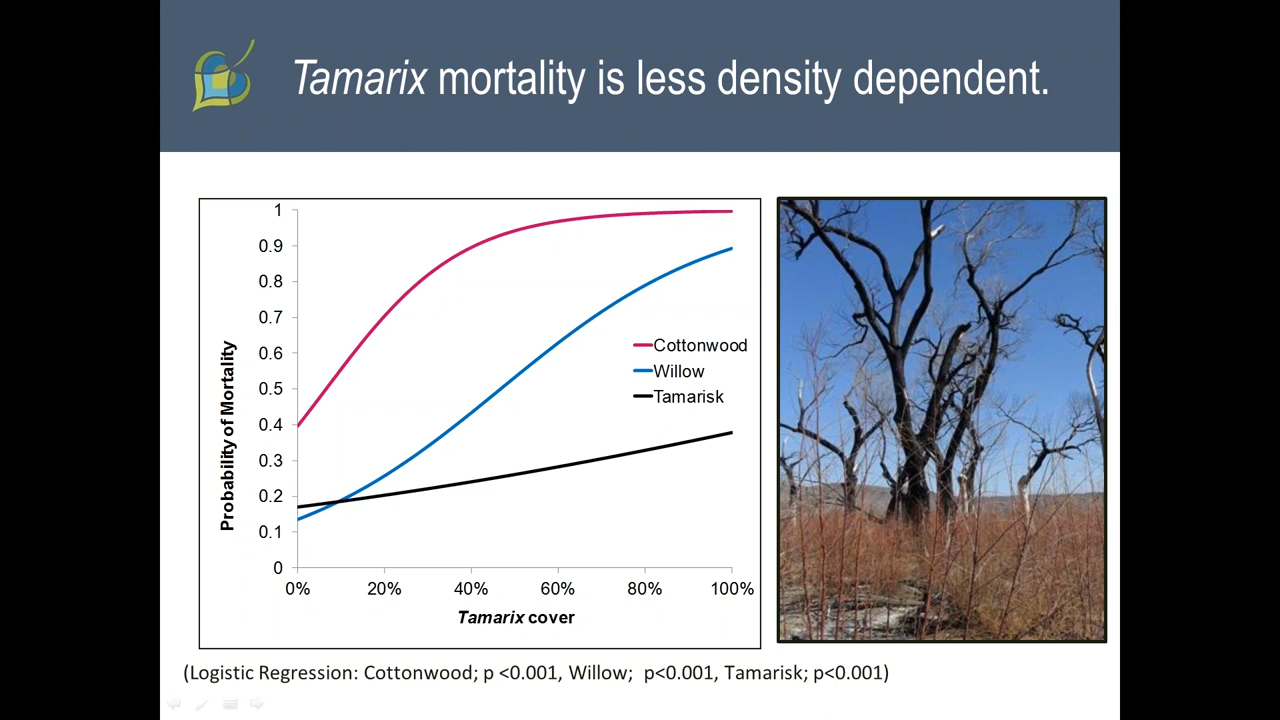 Tamarix mortality is less density dependent.
1
0.9
0.8
0.7
0.6
0.5
0.4
0.3
0.2
0.1
0
Probability of Mortality
Cottonwood
Willow
Tamarisk
0% 20% 40% 60% 80% 100%
Tamarix cover
(Logistic Regression: Cottonwood; p <0.001, Willow;  p<0.001, Tamarisk; p<0.001)